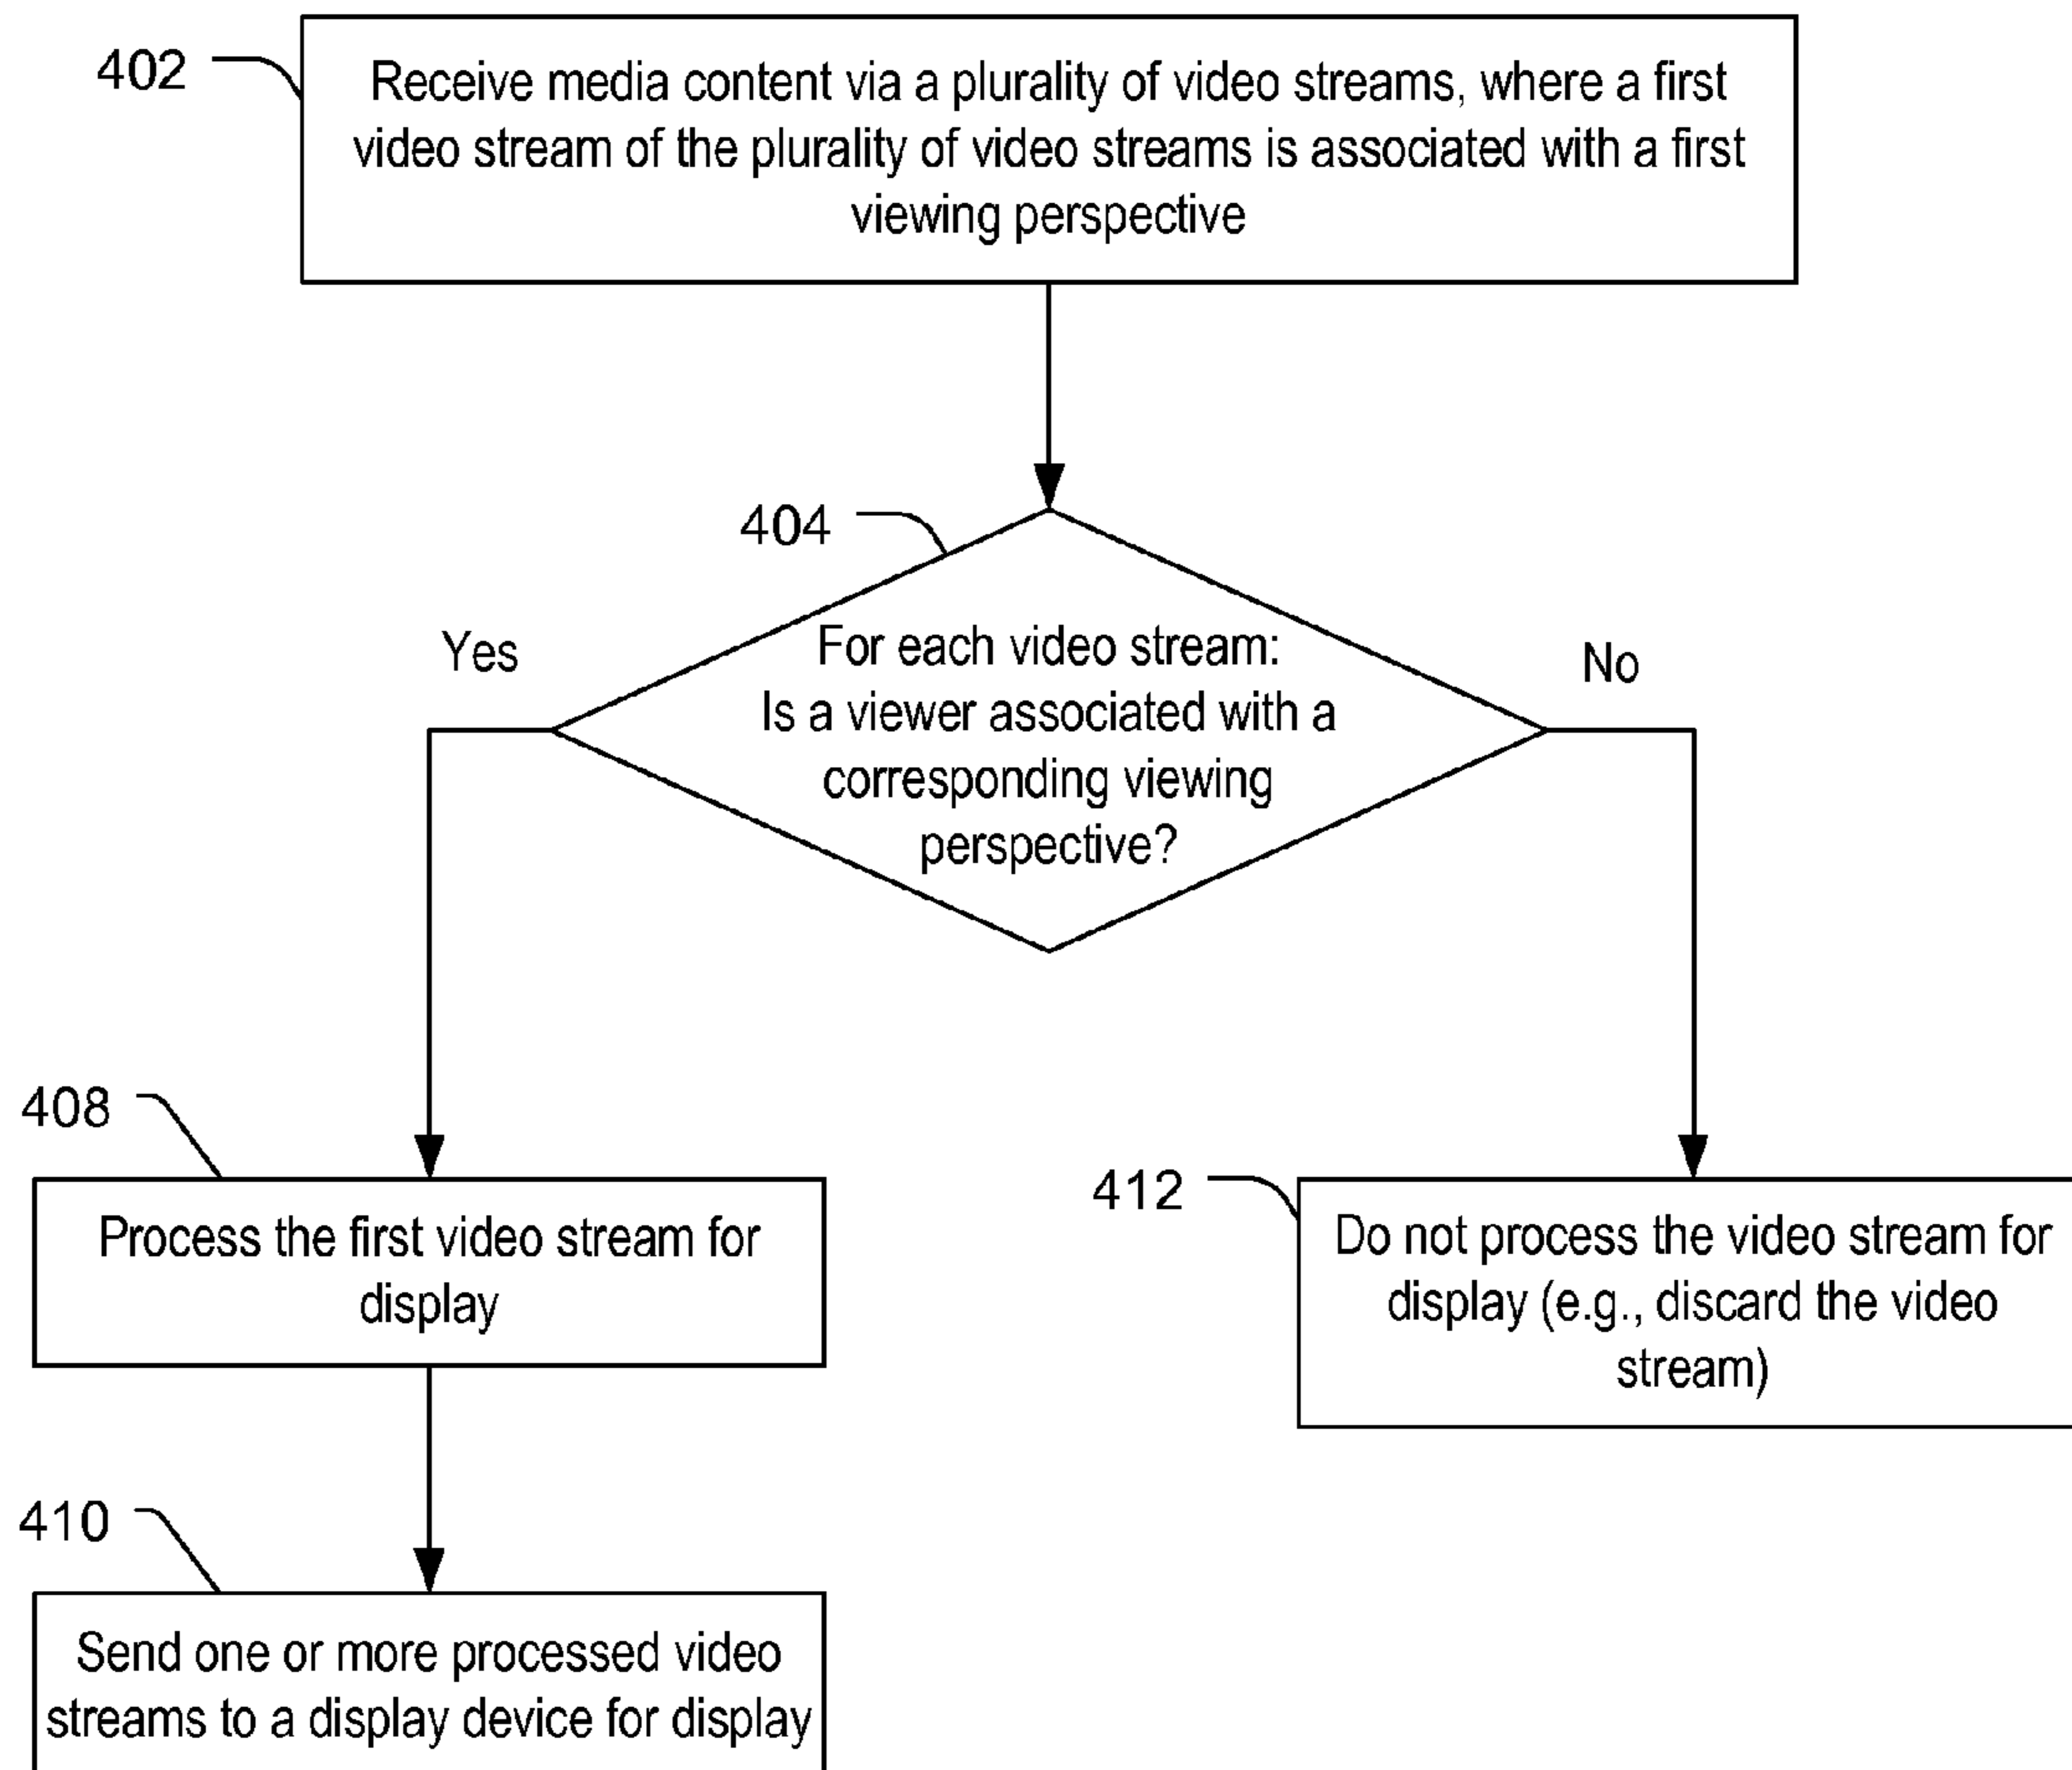 402
Receive media content via a plurality of video streams, where a first
video stream of the plurality of video streams is associated with a first
viewing perspective
404
Yes
For each video stream:
Is a viewer associated with a
corresponding viewing
perspective?
No
408
Process the first video stream for
display
412
Do not process the video stream for
display (e.g., discard the video
stream)
410
Send one or more processed video
streams to a display device for display